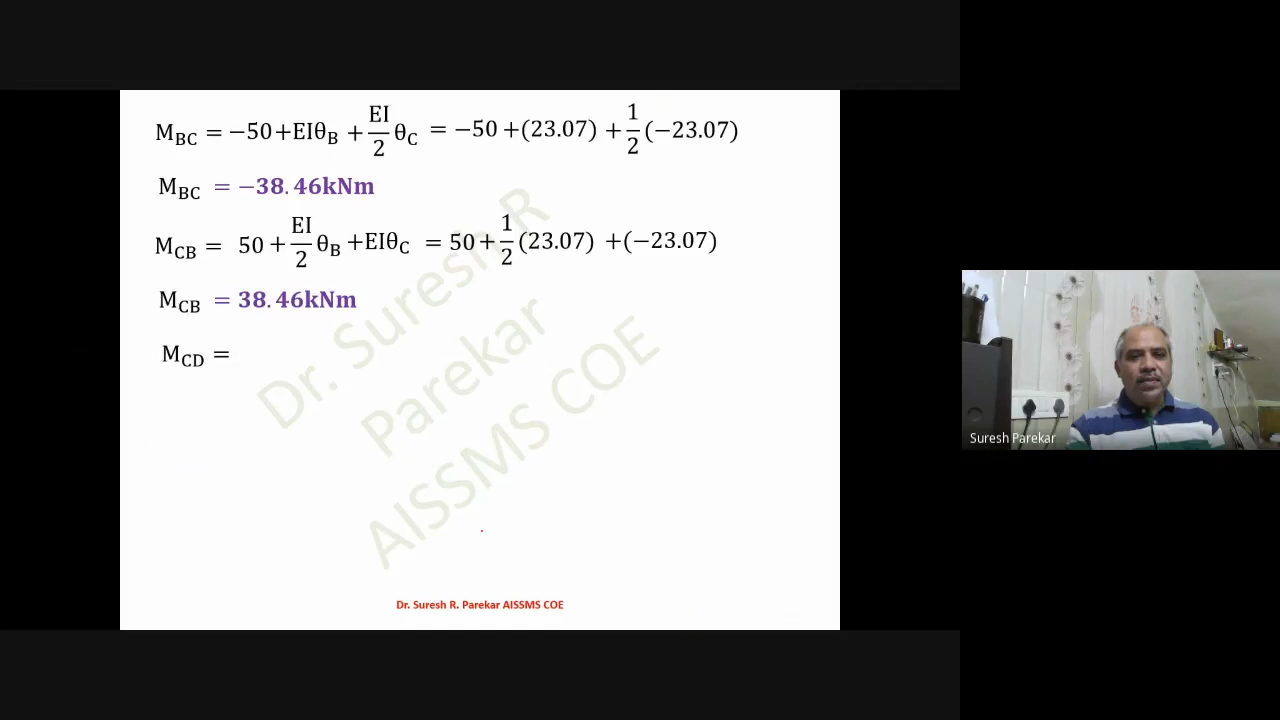 M_BC = −50+EIθ_B + EI/2 θ_C = −50 +(23.07) + 1/2 (−23.07)
M_BC = −38.46kNm
M_CB = 50 + EI/2 θ_B +EIθ_C = 50 + 1/2 (23.07) +(−23.07)
M_CB = 38.46kNm
M_CD =
Dr. Suresh R
Parekar
AISSMS COE
Suresh Parekar
Dr. Suresh R. Parekar AISSMS COE